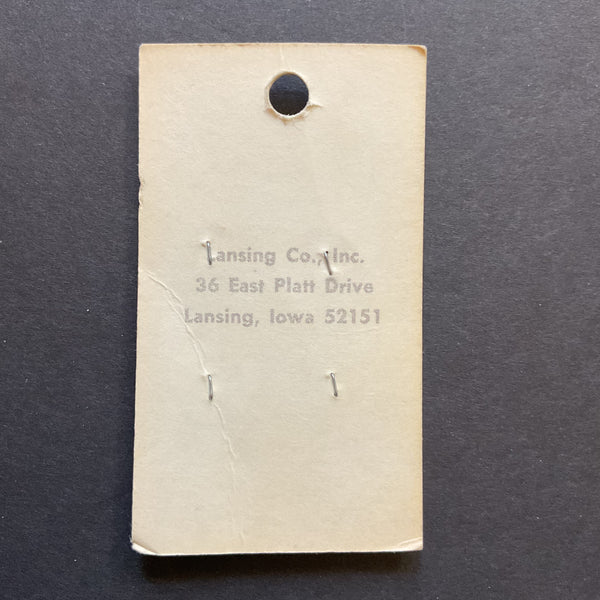 Lansing Co., Inc.
36 East Platt Drive
Lansing, Iowa 52151